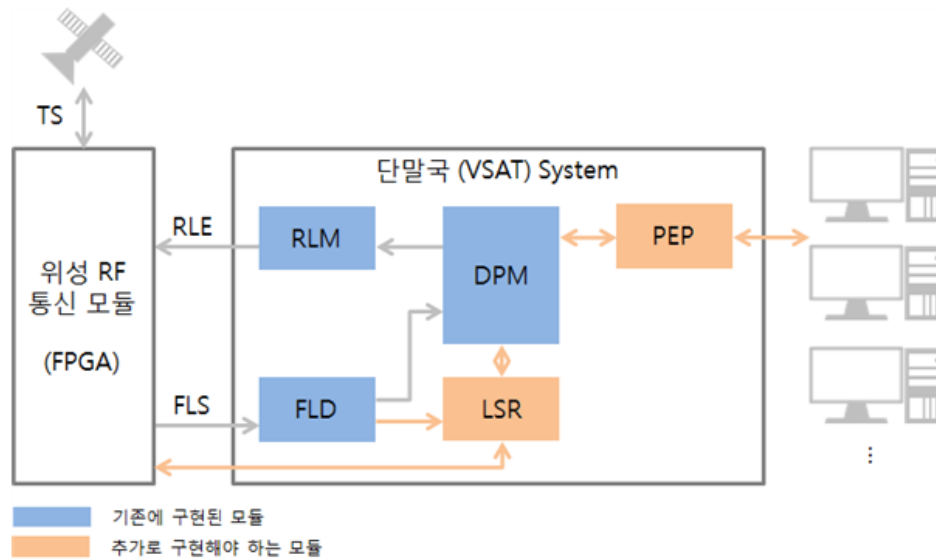 TS
단말국 (VSAT) System
RLE
RLM
PEP
DPM
위성 RF
통신 모듈
(FPGA)
FLS
FLD
LSR
⋮
기존에 구현된 모듈
추가로 구현해야 하는 모듈